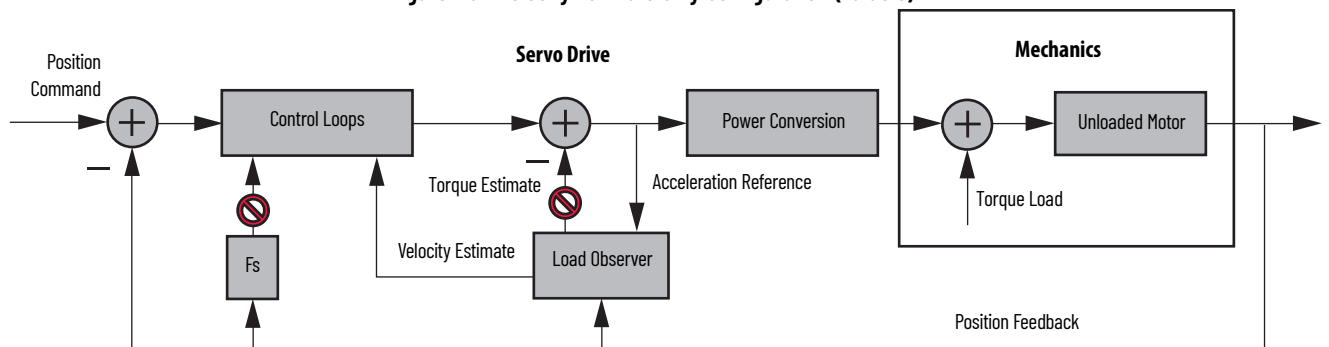 Servo Drive
Mechanics
Position
Command
+
Control Loops
+
Power Conversion
+
Unloaded Motor
−
−
Torque Estimate
Acceleration Reference
Torque Load
Velocity Estimate
Fs
Load Observer
Position Feedback